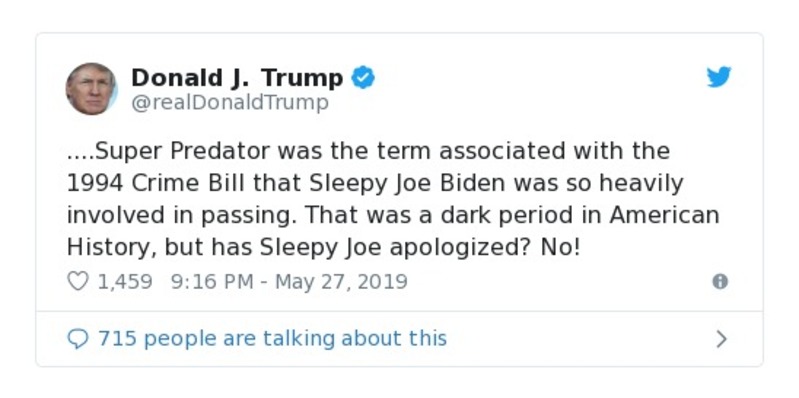 Donald J. Trump
@realDonaldTrump
....Super Predator was the term associated with the
1994 Crime Bill that Sleepy Joe Biden was so heavily
involved in passing. That was a dark period in American
History, but has Sleepy Joe apologized? No!
1,459 9:16 PM - May 27, 2019
715 people are talking about this